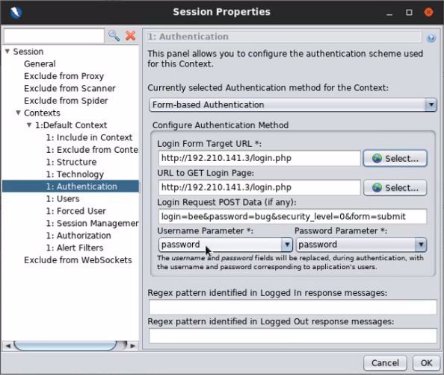 Session Properties
Session
General
Exclude from Proxy
Exclude from Scanner
Exclude from Spider
Contexts
1:Default Context
1: Include in Context
1: Exclude from Conte
1: Structure
1: Technology
1: Authentication
1: Users
1: Forced User
1: Session Managemer
1: Authorization
1: Alert Filters
Exclude from WebSockets
1: Authentication
This panel allows you to configure the authentication scheme used
for this Context.
Currently selected Authentication method for the Context:
Form-based Authentication
Configure Authentication Method
Login Form Target URL *:
http://192.210.141.3/login.php Select...
URL to GET Login Page:
http://192.210.141.3/login.php Select...
Login Request POST Data (if any):
login=bee&password=bug&security_level=0&form=submit
Username Parameter *: Password Parameter *:
password password
The username and password fields will be replaced, during authentication, with
the username and password corresponding to application's users.
Regex pattern identified in Logged In response messages:
Regex pattern identified in Logged Out response messages:
Cancel OK